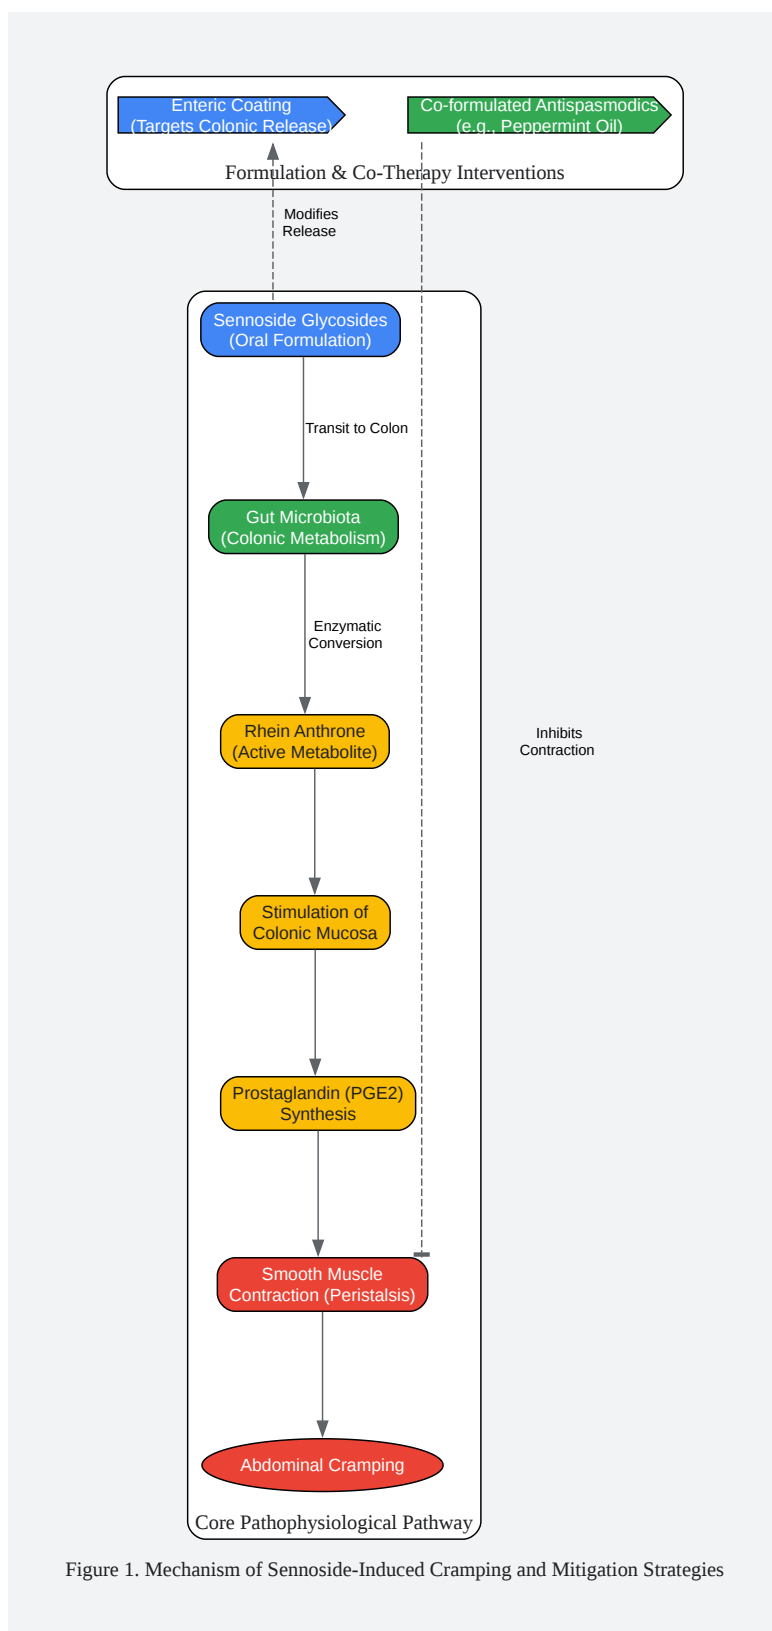 Enteric Coating
(Targets Colonic Release)
Co-formulated Antispasmodics
(e.g., Peppermint Oil)
Formulation & Co-Therapy Interventions
Modifies
Release
Sennoside Glycosides
(Oral Formulation)
Transit to Colon
Gut Microbiota
(Colonic Metabolism)
Enzymatic
Conversion
Rhein Anthrone
(Active Metabolite)
Inhibits
Contraction
Stimulation of
Colonic Mucosa
Prostaglandin (PGE2)
Synthesis
Smooth Muscle
Contraction (Peristalsis)
Abdominal Cramping
Core Pathophysiological Pathway
Figure 1. Mechanism of Sennoside-Induced Cramping and Mitigation Strategies